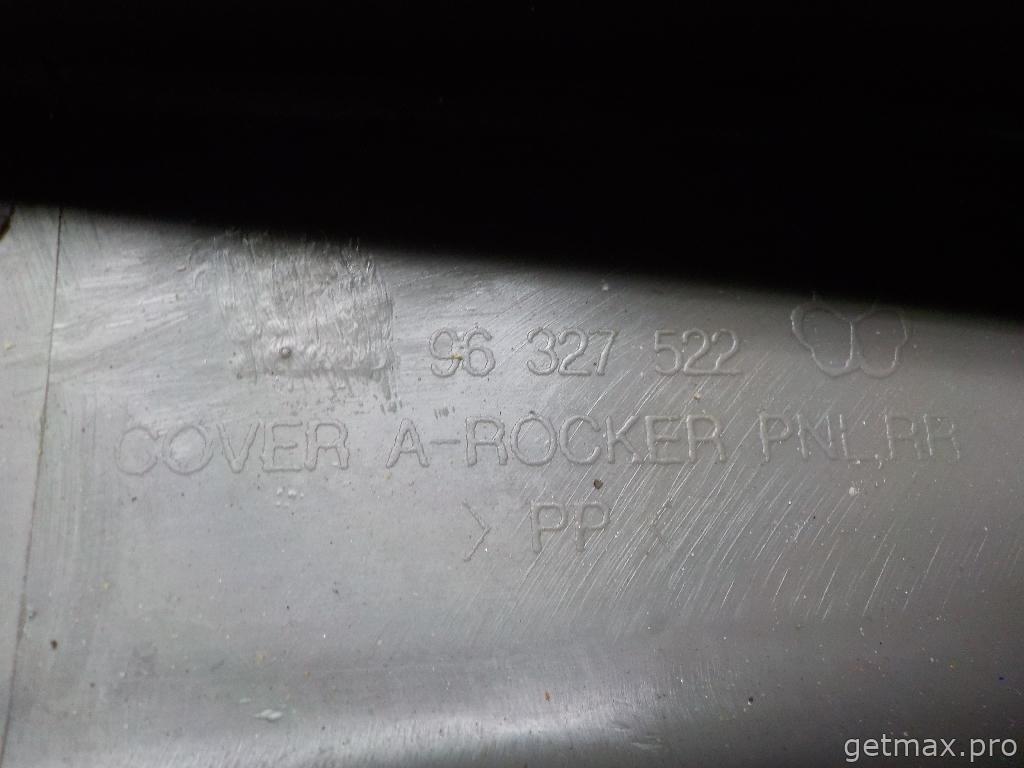 96 327 522
COVER A-ROCKER PNL,RR
>PP<
getmax.pro